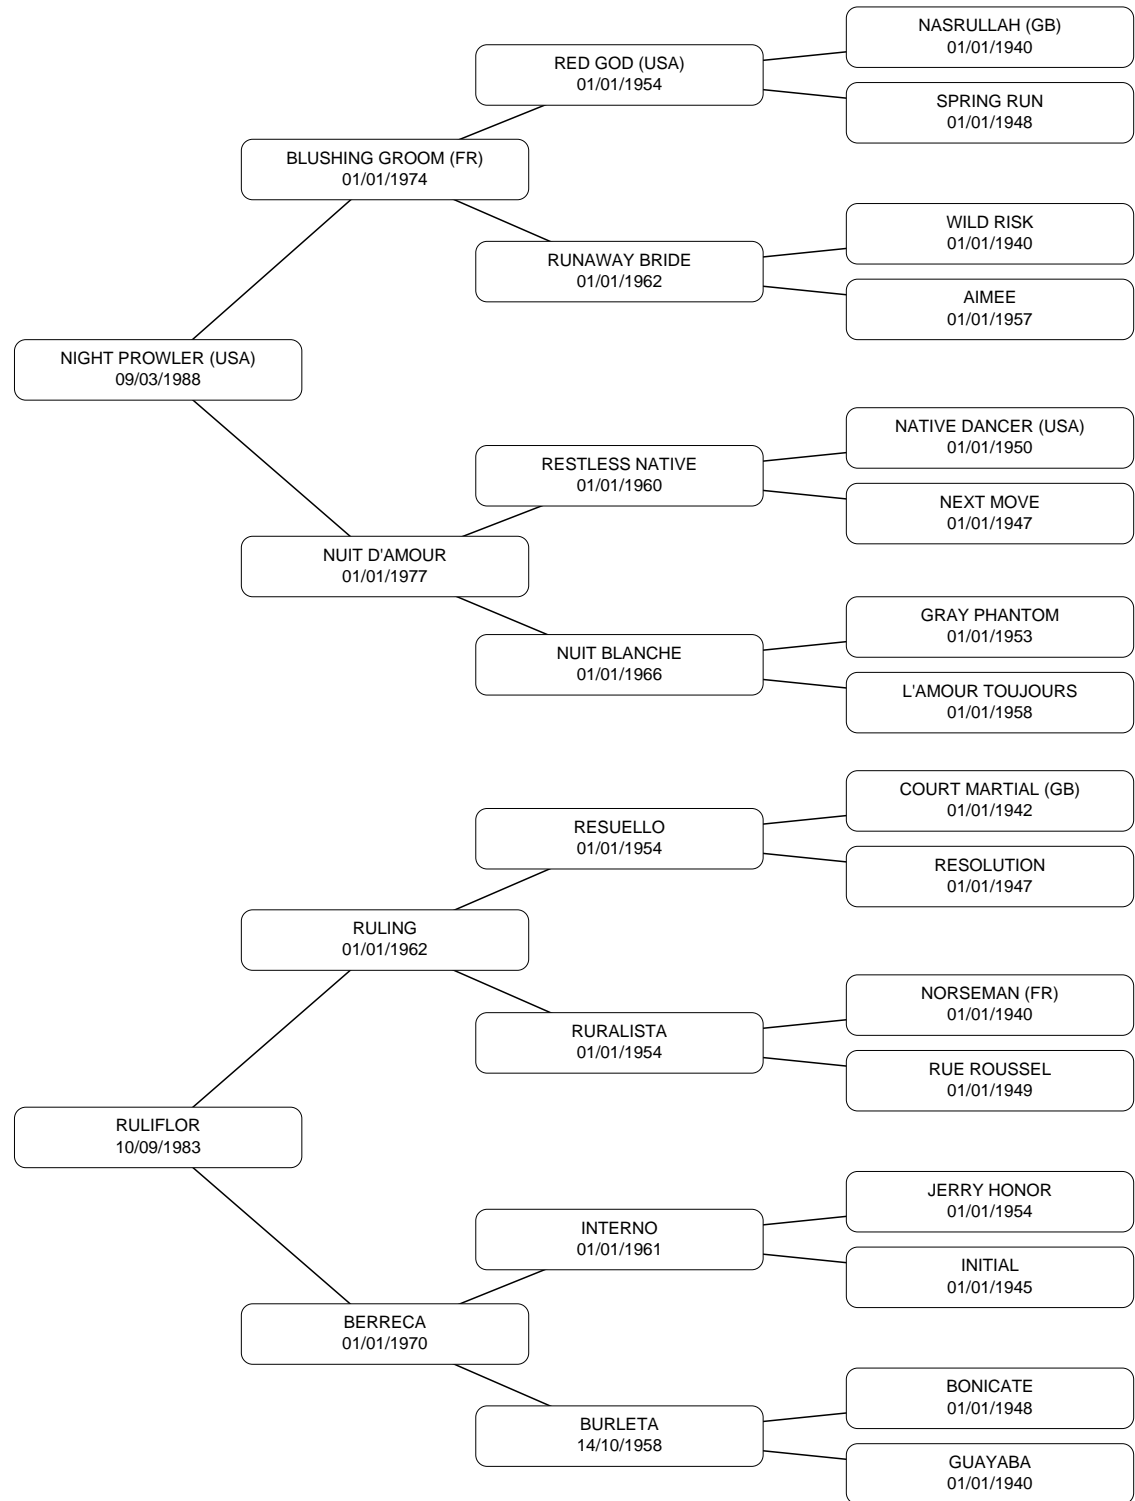 NASRULLAH (GB)
01/01/1940
RED GOD (USA)
01/01/1954
SPRING RUN
01/01/1948
BLUSHING GROOM (FR)
01/01/1974
WILD RISK
01/01/1940
RUNAWAY BRIDE
01/01/1962
AIMEE
01/01/1957
NIGHT PROWLER (USA)
09/03/1988
NATIVE DANCER (USA)
01/01/1950
RESTLESS NATIVE
01/01/1960
NEXT MOVE
01/01/1947
NUIT D'AMOUR
01/01/1977
GRAY PHANTOM
01/01/1953
NUIT BLANCHE
01/01/1966
L'AMOUR TOUJOURS
01/01/1958
COURT MARTIAL (GB)
01/01/1942
RESUELLO
01/01/1954
RESOLUTION
01/01/1947
RULING
01/01/1962
NORSEMAN (FR)
01/01/1940
RURALISTA
01/01/1954
RUE ROUSSEL
01/01/1949
RULIFLOR
10/09/1983
JERRY HONOR
01/01/1954
INTERNO
01/01/1961
INITIAL
01/01/1945
BERRECA
01/01/1970
BONICATE
01/01/1948
BURLETA
14/10/1958
GUAYABA
01/01/1940